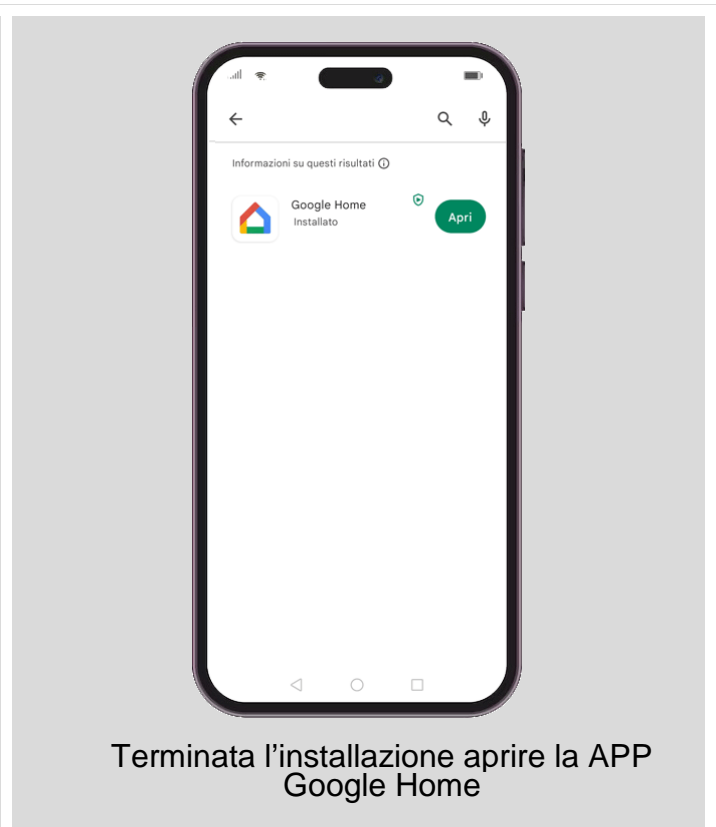 Informazioni su questi risultati
Google Home
Installato
Apri
Terminata l’installazione aprire la APP
Google Home